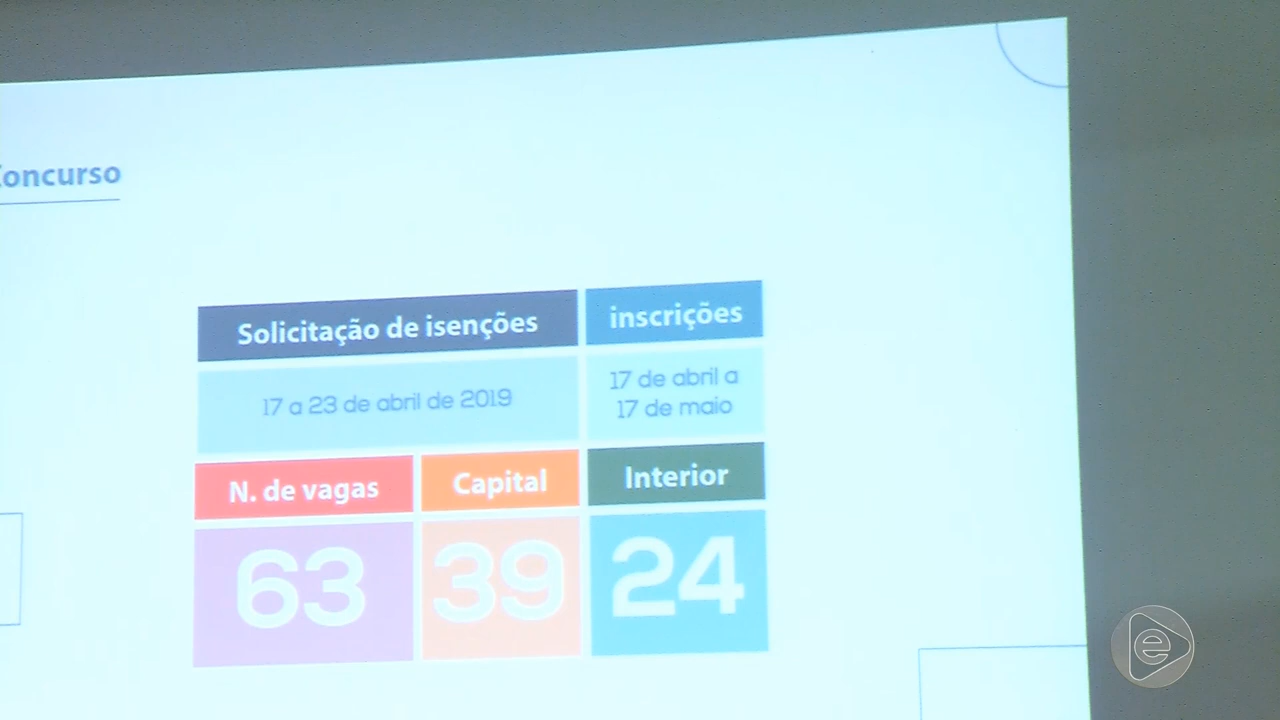 Concurso
Solicitação de isenções
inscrições
17 a 23 de abril de 2019
17 de abril a
17 de maio
N. de vagas
Capital
Interior
63
39
24
e